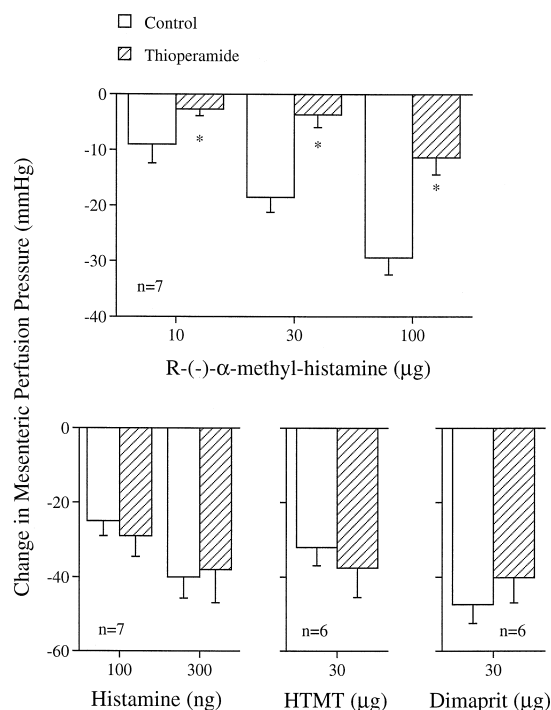 Control
Thioperamide
Change in Mesenteric Perfusion Pressure (mmHg)
0
-10
-20
-30
-40
* * *
n=7
10 30 100
R-(-)-α-methyl-histamine (μg)
0
-20
-40
-60
n=7 n=6 n=6
100 300 30 30
Histamine (ng) HTMT (μg) Dimaprit (μg)